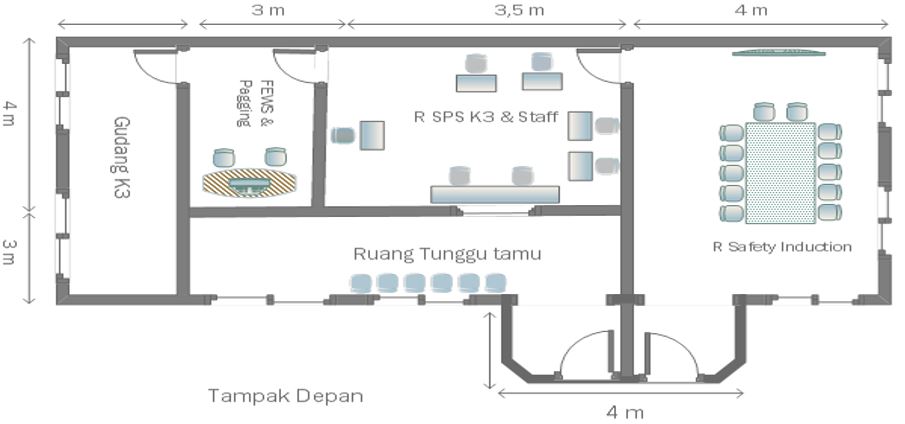 3 m
3,5 m
4 m
4 m
3 m
Gudang K3
FEWS &
Pagging
R SPS K3 & Staff
R Safety Induction
Ruang Tunggu tamu
Tampak Depan
4 m